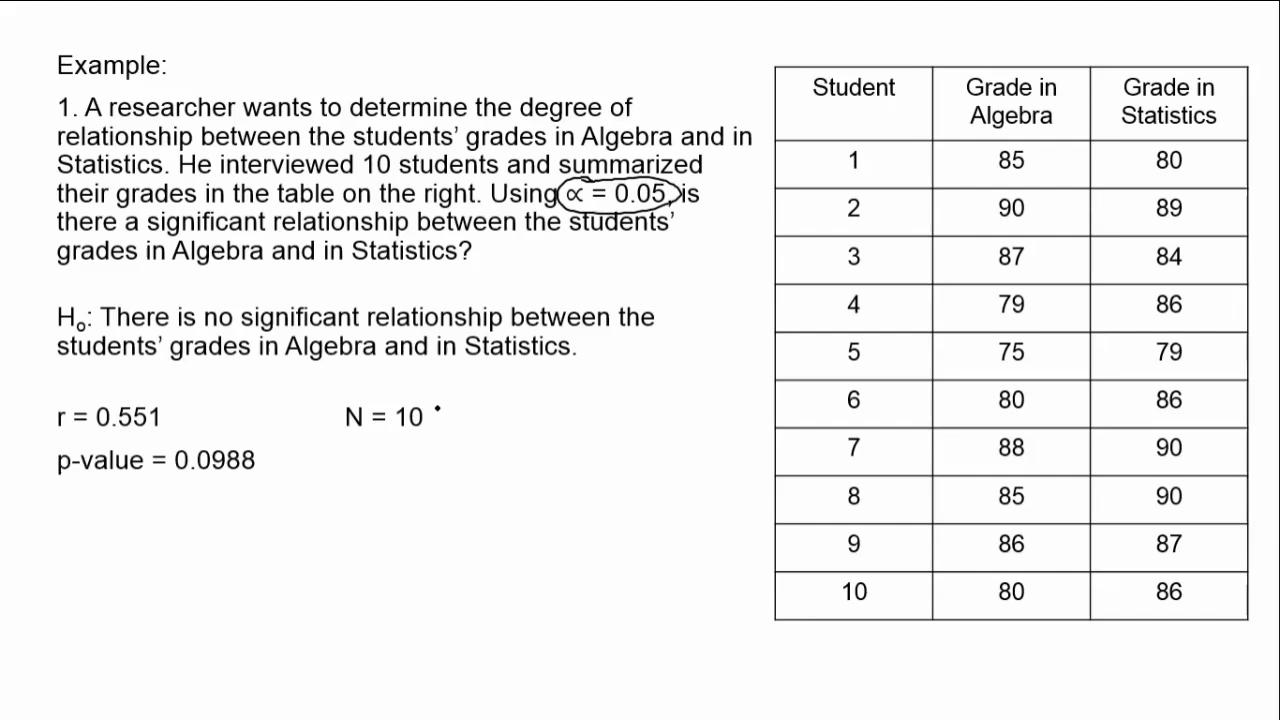 Example:
1. A researcher wants to determine the degree of
relationship between the students’ grades in Algebra and in
Statistics. He interviewed 10 students and summarized
their grades in the table on the right. Using ∝ = 0.05, is
there a significant relationship between the students’
grades in Algebra and in Statistics?
Hₒ: There is no significant relationship between the
students’ grades in Algebra and in Statistics.
r = 0.551 N = 10
p-value = 0.0988
Student Grade in Algebra Grade in Statistics
1 85 80
2 90 89
3 87 84
4 79 86
5 75 79
6 80 86
7 88 90
8 85 90
9 86 87
10 80 86